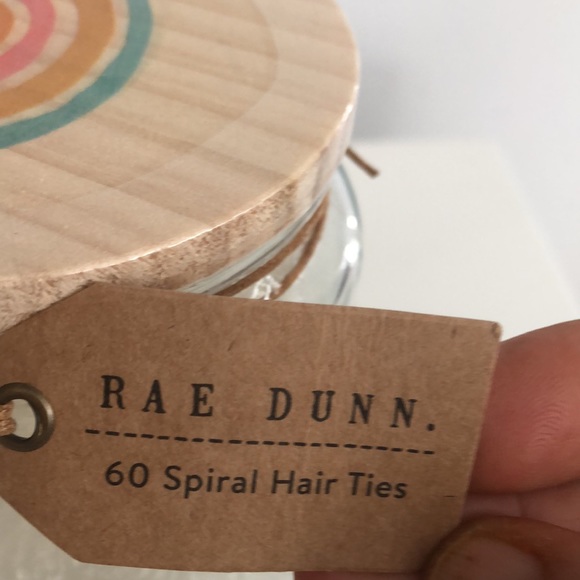 RAE DUNN.
60 Spiral Hair Ties